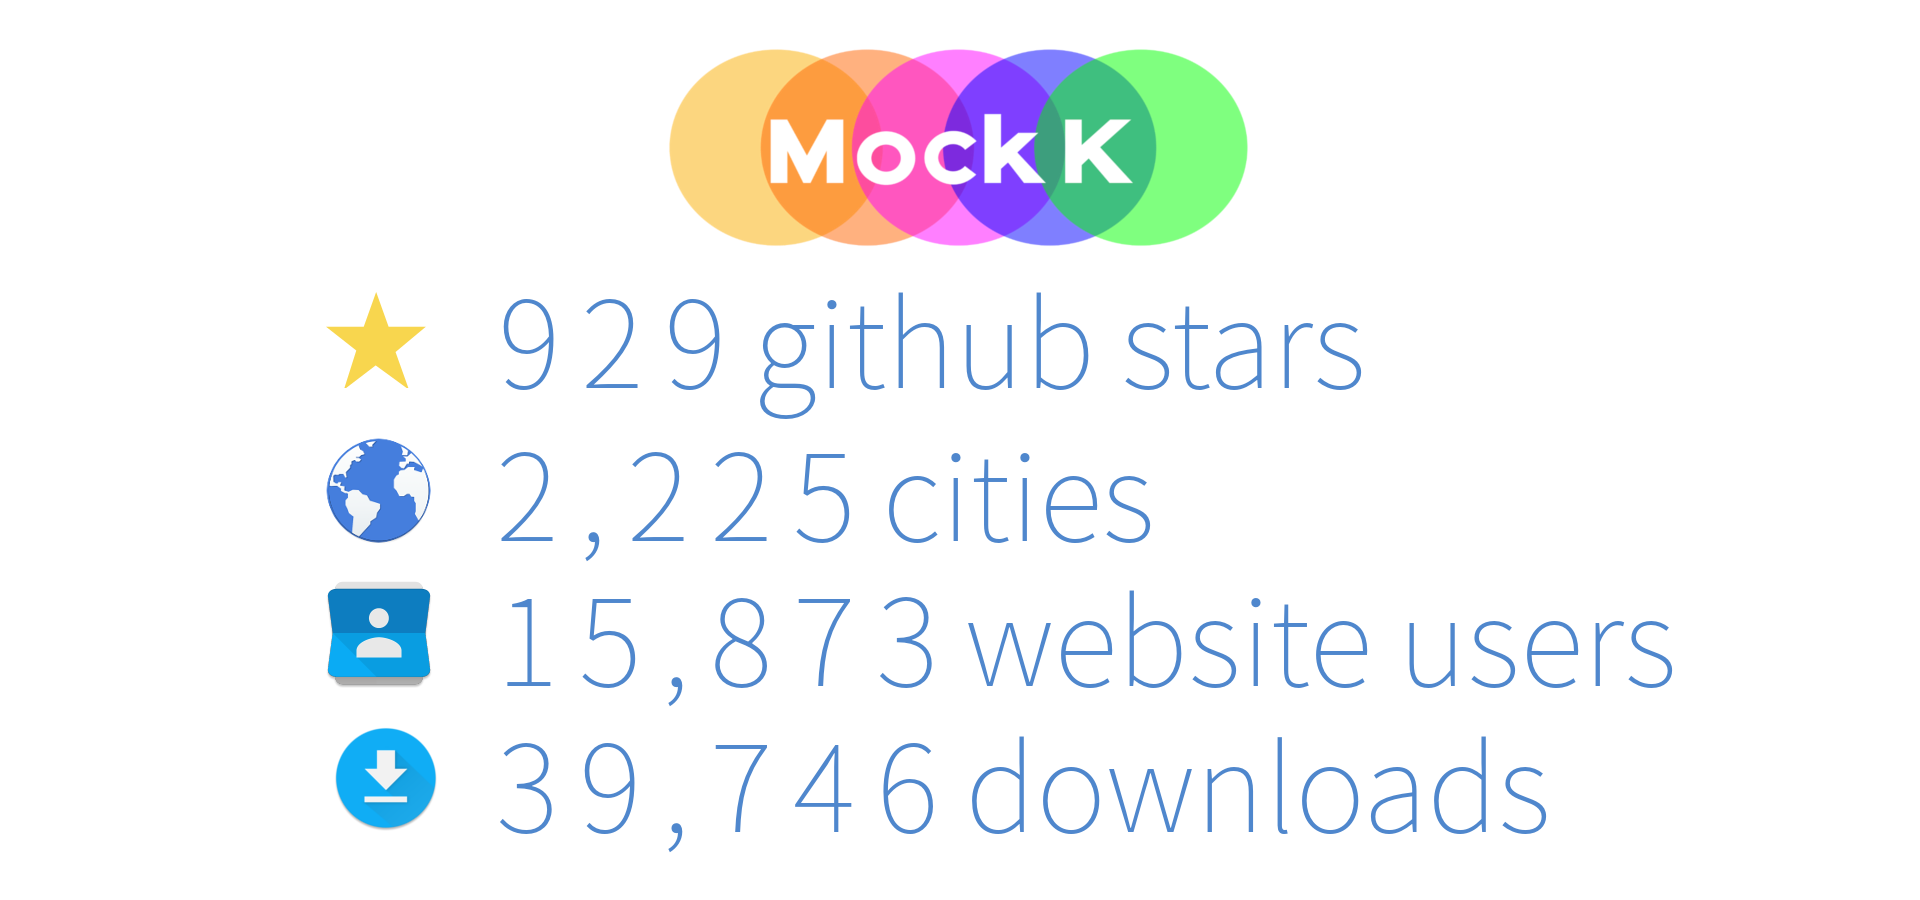 MockK
929 github stars
2,225 cities
15,873 website users
39,746 downloads